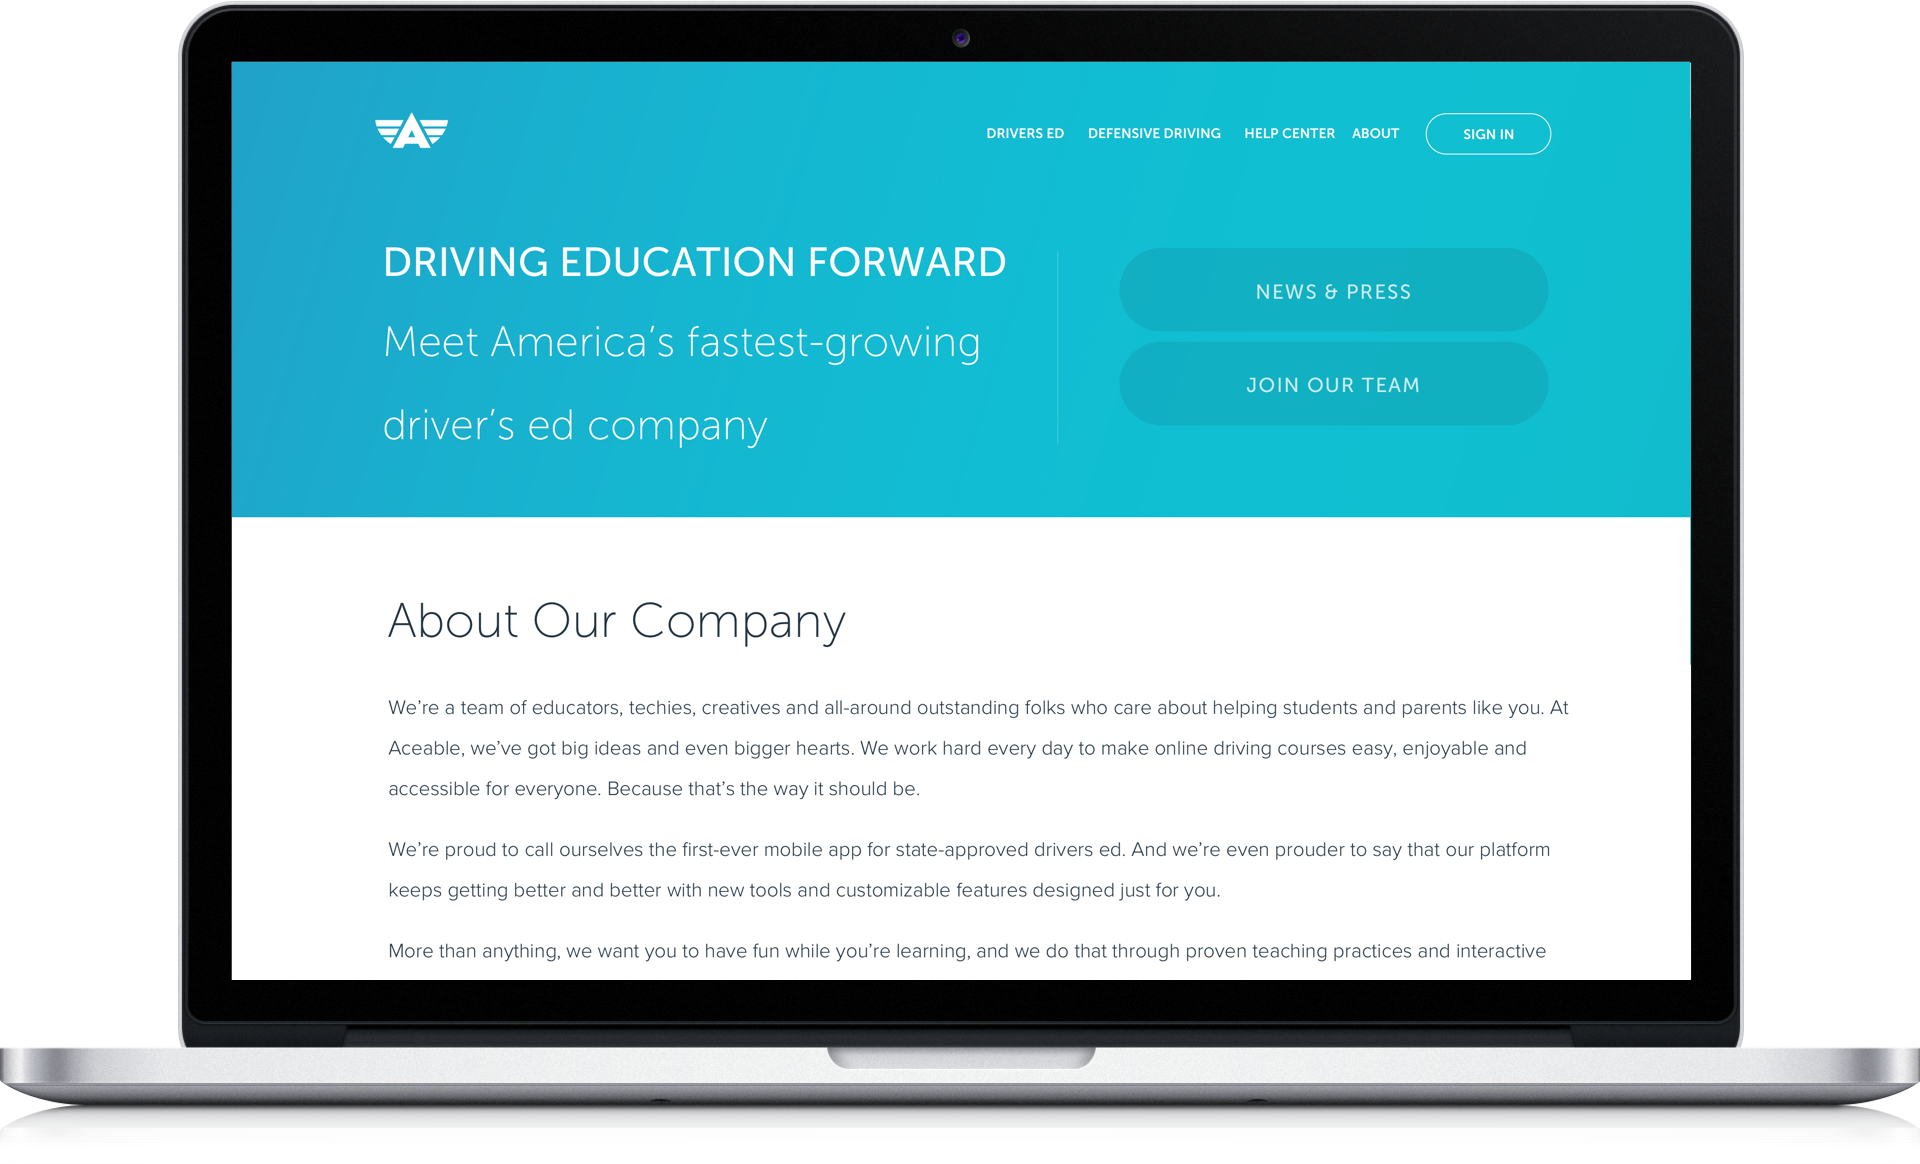 A
DRIVERS ED DEFENSIVE DRIVING HELP CENTER ABOUT SIGN IN
DRIVING EDUCATION FORWARD
Meet America’s fastest-growing
driver’s ed company
NEWS & PRESS
JOIN OUR TEAM
About Our Company
We’re a team of educators, techies, creatives and all-around outstanding folks who care about helping students and parents like you. At
Aceable, we’ve got big ideas and even bigger hearts. We work hard every day to make online driving courses easy, enjoyable and
accessible for everyone. Because that’s the way it should be.
We’re proud to call ourselves the first-ever mobile app for state-approved drivers ed. And we’re even prouder to say that our platform
keeps getting better and better with new tools and customizable features designed just for you.
More than anything, we want you to have fun while you’re learning, and we do that through proven teaching practices and interactive